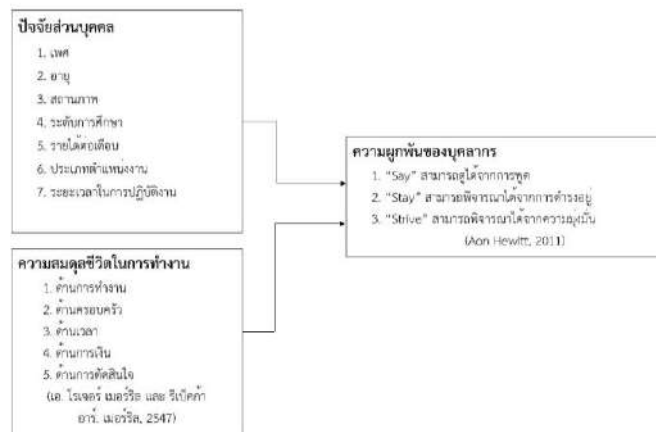 ปัจจัยส่วนบุคคล
1. เพศ
2. อายุ
3. สถานภาพ
4. ระดับการศึกษา
5. รายได้ต่อเดือน
6. ประเภทตำแหน่งงาน
7. ระยะเวลาในการปฏิบัติงาน
ความสมดุลชีวิตในการทำงาน
1. ด้านการทำงาน
2. ด้านครอบครัว
3. ด้านเวลา
4. ด้านการเงิน
5. ด้านการตัดสินใจ
(เอ. โรเจอร์ เมอร์ริล และ รีเบ็คก้า
อาร์. เมอร์ริล, 2547)
ความผูกพันของบุคลากร
1. "Say" สามารถดูได้จากการพูด
2. "Stay" สามารถพิจารณาได้จากการดำรงอยู่
3. "Strive" สามารถพิจารณาได้จากความมุ่งมั่น
(Aon Hewitt, 2011)